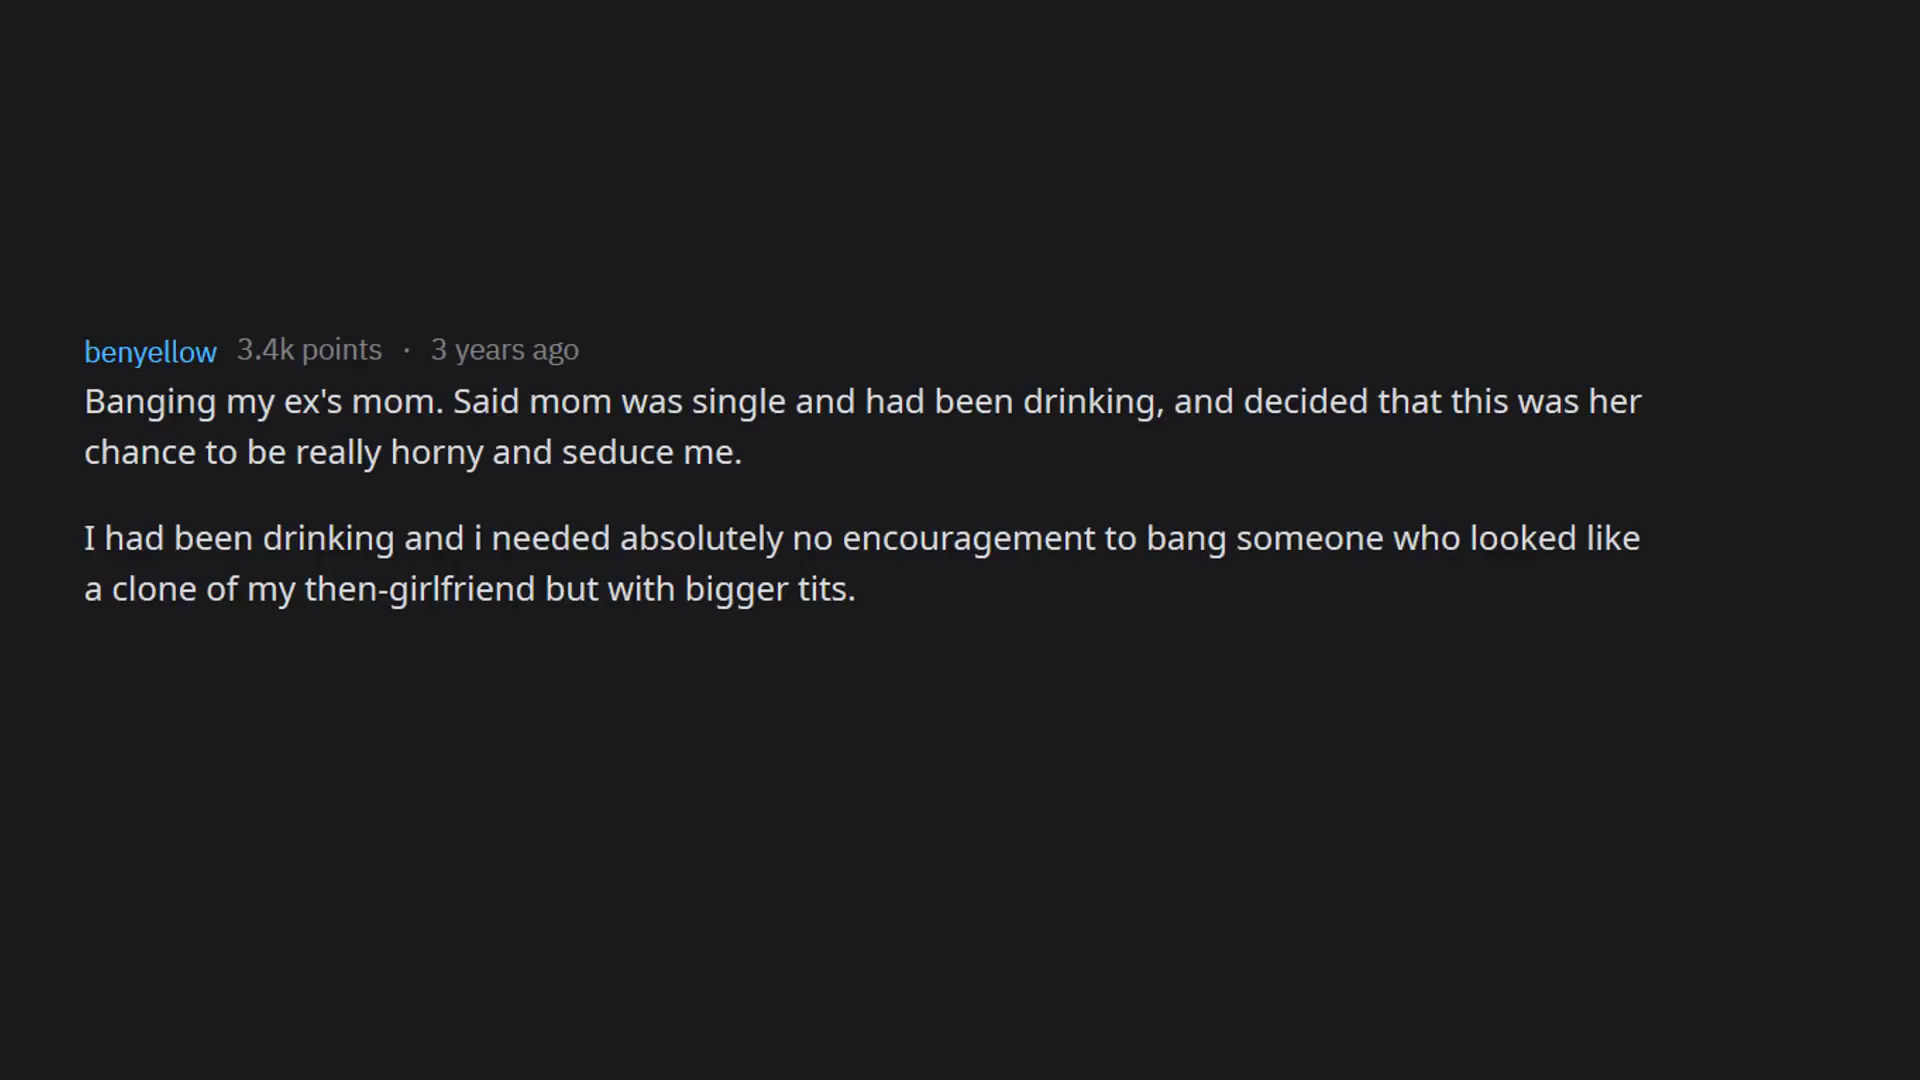 benyellow 3.4k points · 3 years ago
Banging my ex's mom. Said mom was single and had been drinking, and decided that this was her
chance to be really horny and seduce me.
I had been drinking and i needed absolutely no encouragement to bang someone who looked like
a clone of my then-girlfriend but with bigger tits.